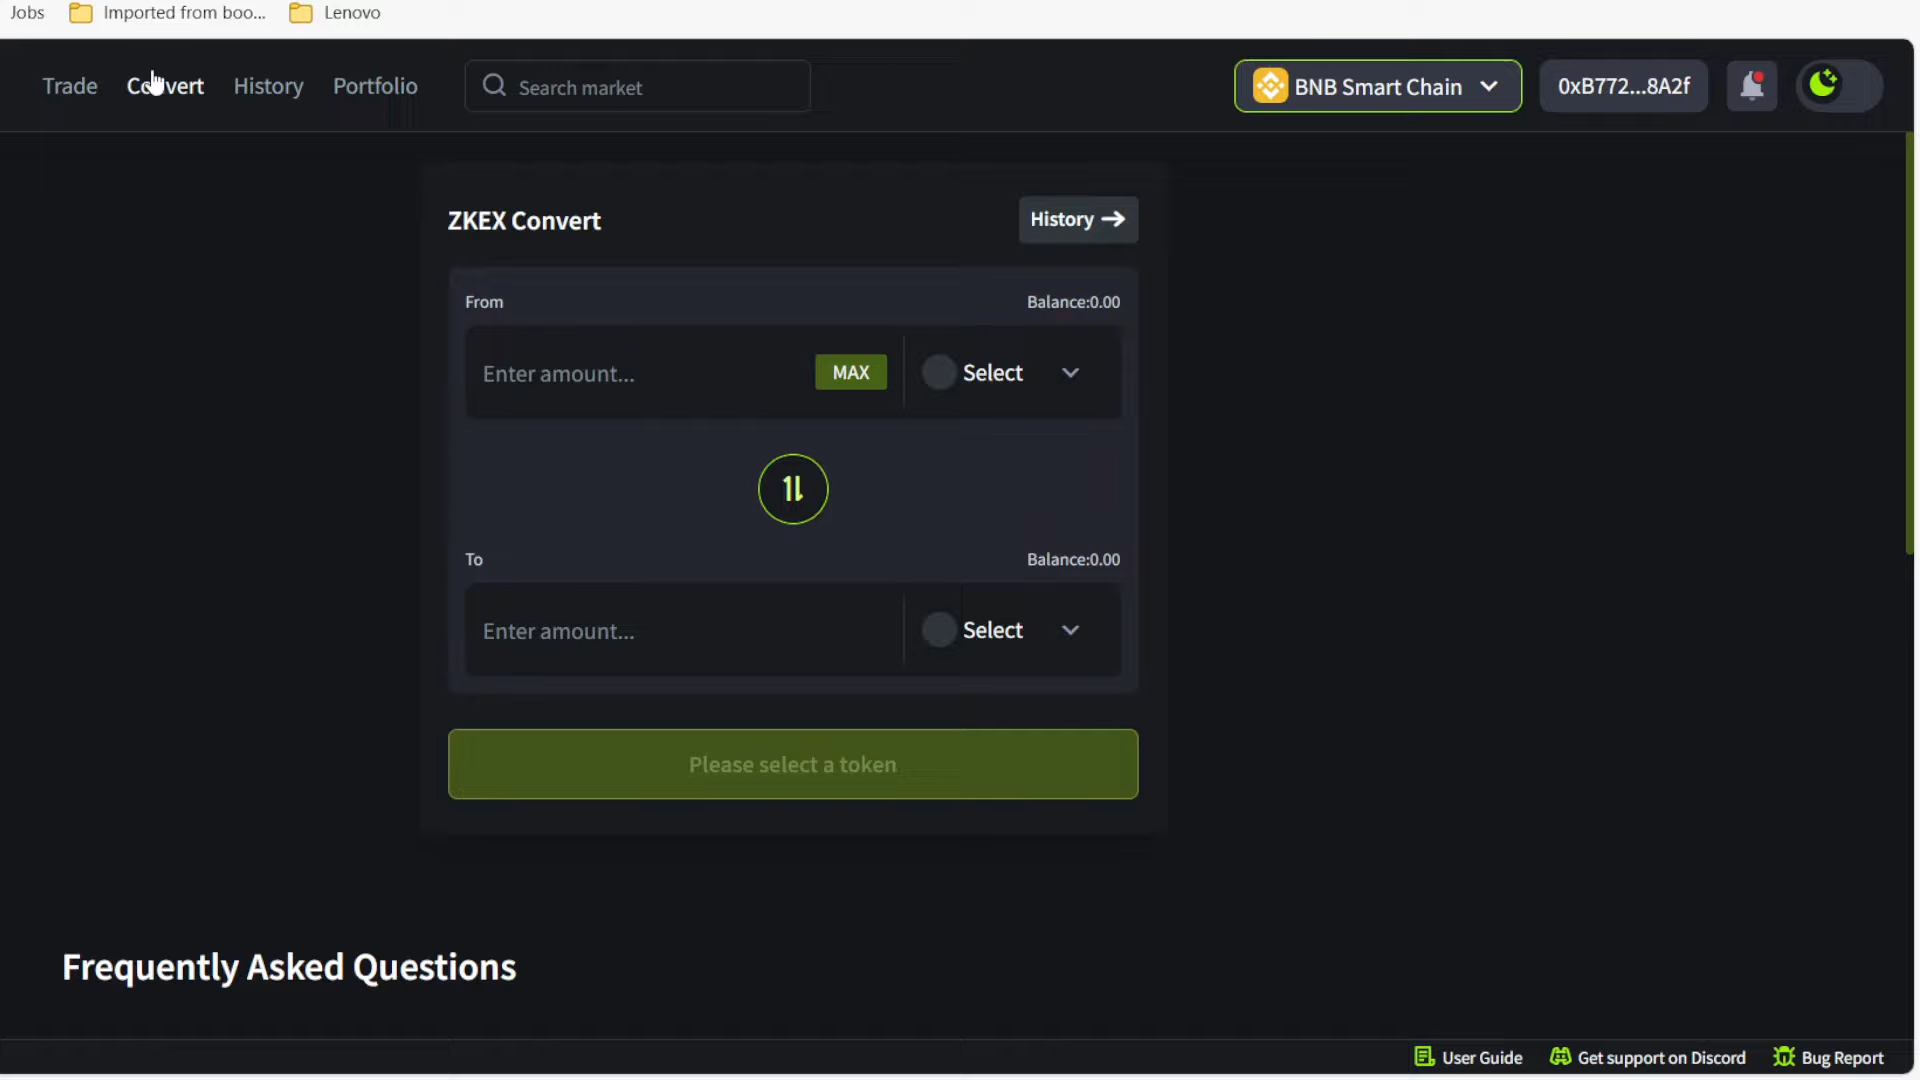 Jobs Imported from boo... Lenovo
Trade Convert History Portfolio Search market BNB Smart Chain 0xB772...8A2f
ZKEX Convert History
From Balance:0.00
Enter amount... MAX Select
To Balance:0.00
Enter amount... Select
Please select a token
Frequently Asked Questions
User Guide Get support on Discord Bug Report